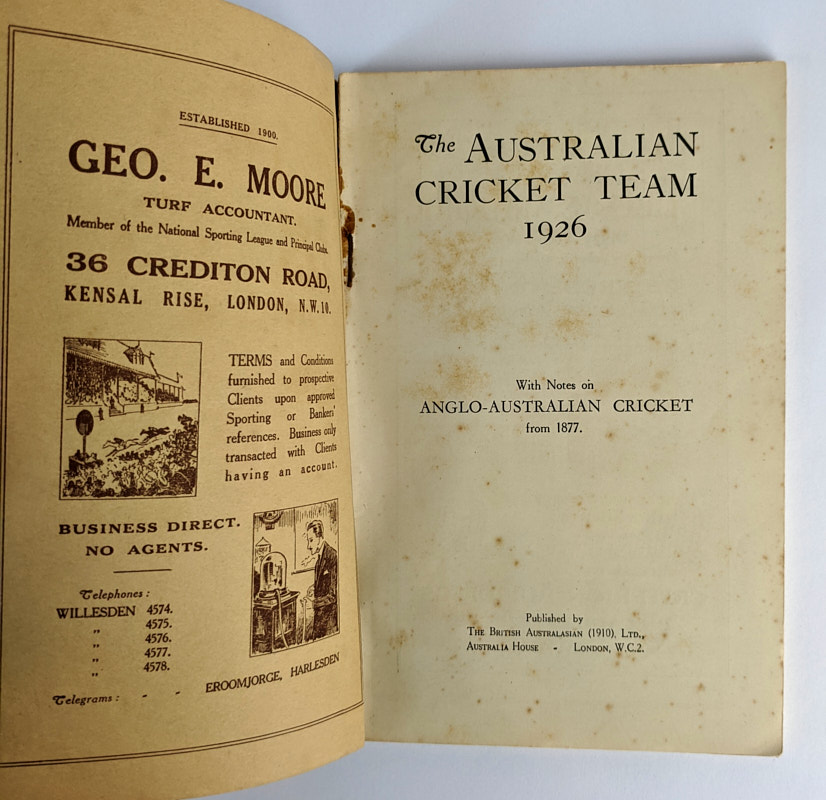 ESTABLISHED 1900.
GEO. E. MOORE
TURF ACCOUNTANT.
Member of the National Sporting League and Principal Clubs.
36 CREDITON ROAD,
KENSAL RISE, LONDON, N.W.10.
TERMS and Conditions
furnished to prospective
Clients upon approved
Sporting or Bankers'
references. Business only
transacted with Clients
having an account.
BUSINESS DIRECT.
NO AGENTS.
Telephones :
WILLESDEN 4574.
" 4575.
" 4576.
" 4577.
" 4578.
Telegrams : - - EROOMJORGE, HARLESDEN
The AUSTRALIAN
CRICKET TEAM
1926
With Notes on
ANGLO-AUSTRALIAN CRICKET
from 1877.
Published by
THE BRITISH AUSTRALASIAN (1910), LTD.,
AUSTRALIA HOUSE - LONDON, W.C.2.